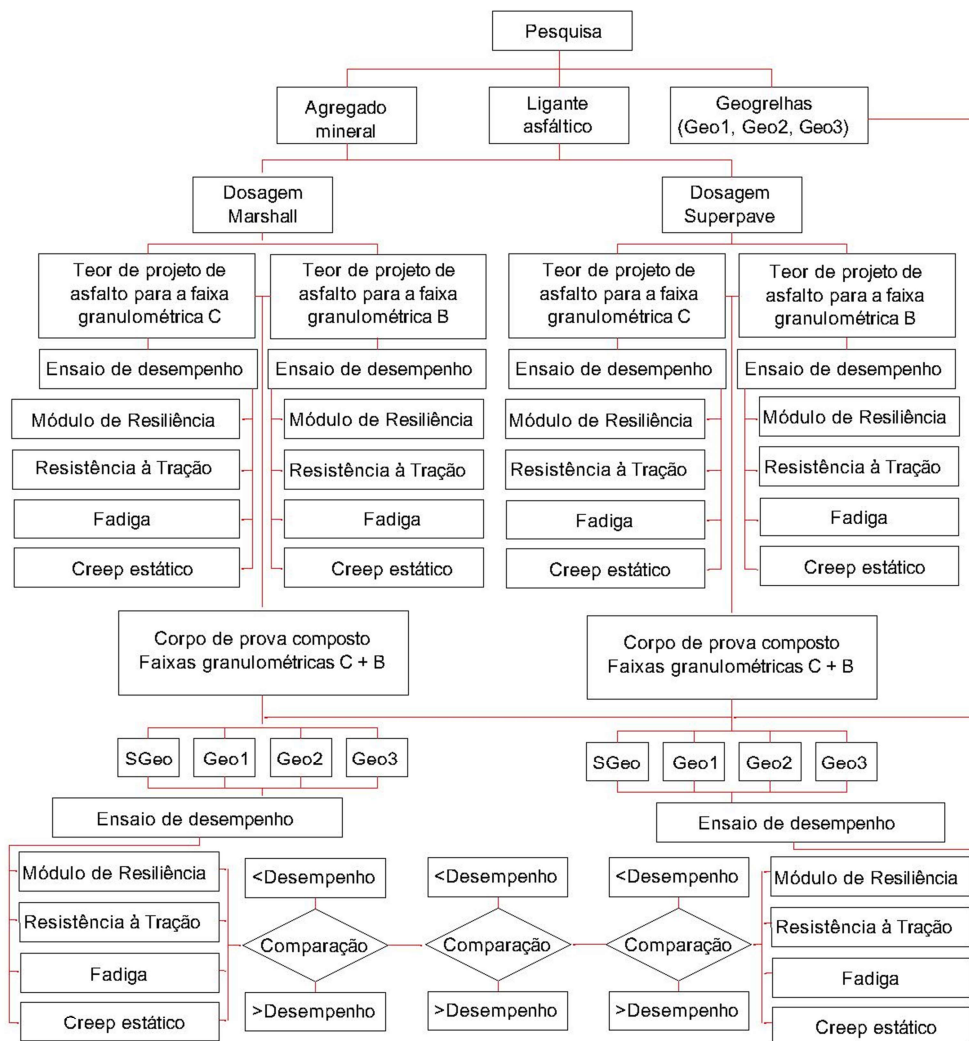 Pesquisa
Agregado
mineral
Ligante
asfáltico
Geogrelhas
(Geo1, Geo2, Geo3)
Dosagem
Marshall
Dosagem
Superpave
Teor de projeto de
asfalto para a faixa
granulométrica C
Teor de projeto de
asfalto para a faixa
granulométrica B
Teor de projeto de
asfalto para a faixa
granulométrica C
Teor de projeto de
asfalto para a faixa
granulométrica B
Ensaio de desempenho
Ensaio de desempenho
Ensaio de desempenho
Ensaio de desempenho
Módulo de Resiliência
Módulo de Resiliência
Módulo de Resiliência
Módulo de Resiliência
Resistência à Tração
Resistência à Tração
Resistência à Tração
Resistência à Tração
Fadiga
Fadiga
Fadiga
Fadiga
Creep estático
Creep estático
Creep estático
Creep estático
Corpo de prova composto
Faixas granulométricas C + B
Corpo de prova composto
Faixas granulométricas C + B
SGeo
Geo1
Geo2
Geo3
SGeo
Geo1
Geo2
Geo3
Ensaio de desempenho
Ensaio de desempenho
Módulo de Resiliência
Resistência à Tração
Fadiga
Creep estático
<Desempenho
Comparação
>Desempenho
<Desempenho
Comparação
>Desempenho
<Desempenho
Comparação
>Desempenho
Módulo de Resiliência
Resistência à Tração
Fadiga
Creep estático